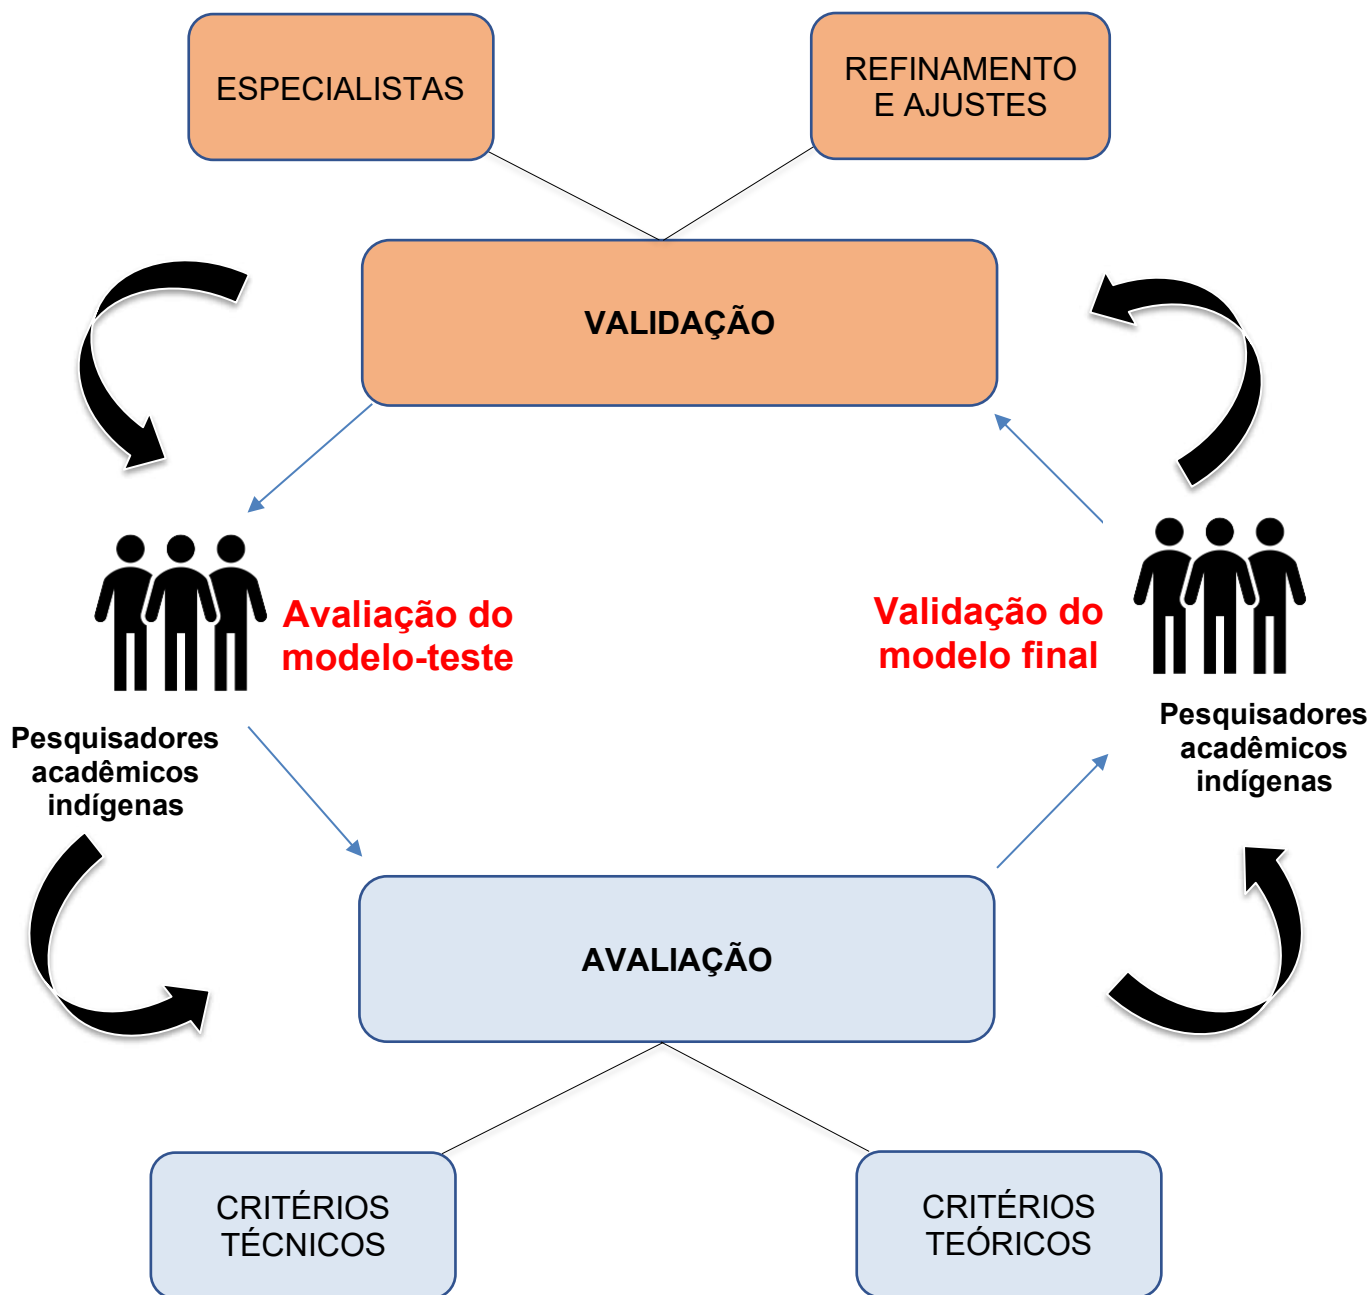 ESPECIALISTAS
REFINAMENTO
E AJUSTES
VALIDAÇÃO
Avaliação do
modelo-teste
Validação do
modelo final
Pesquisadores
acadêmicos
indígenas
Pesquisadores
acadêmicos
indígenas
AVALIAÇÃO
CRITÉRIOS
TÉCNICOS
CRITÉRIOS
TEÓRICOS